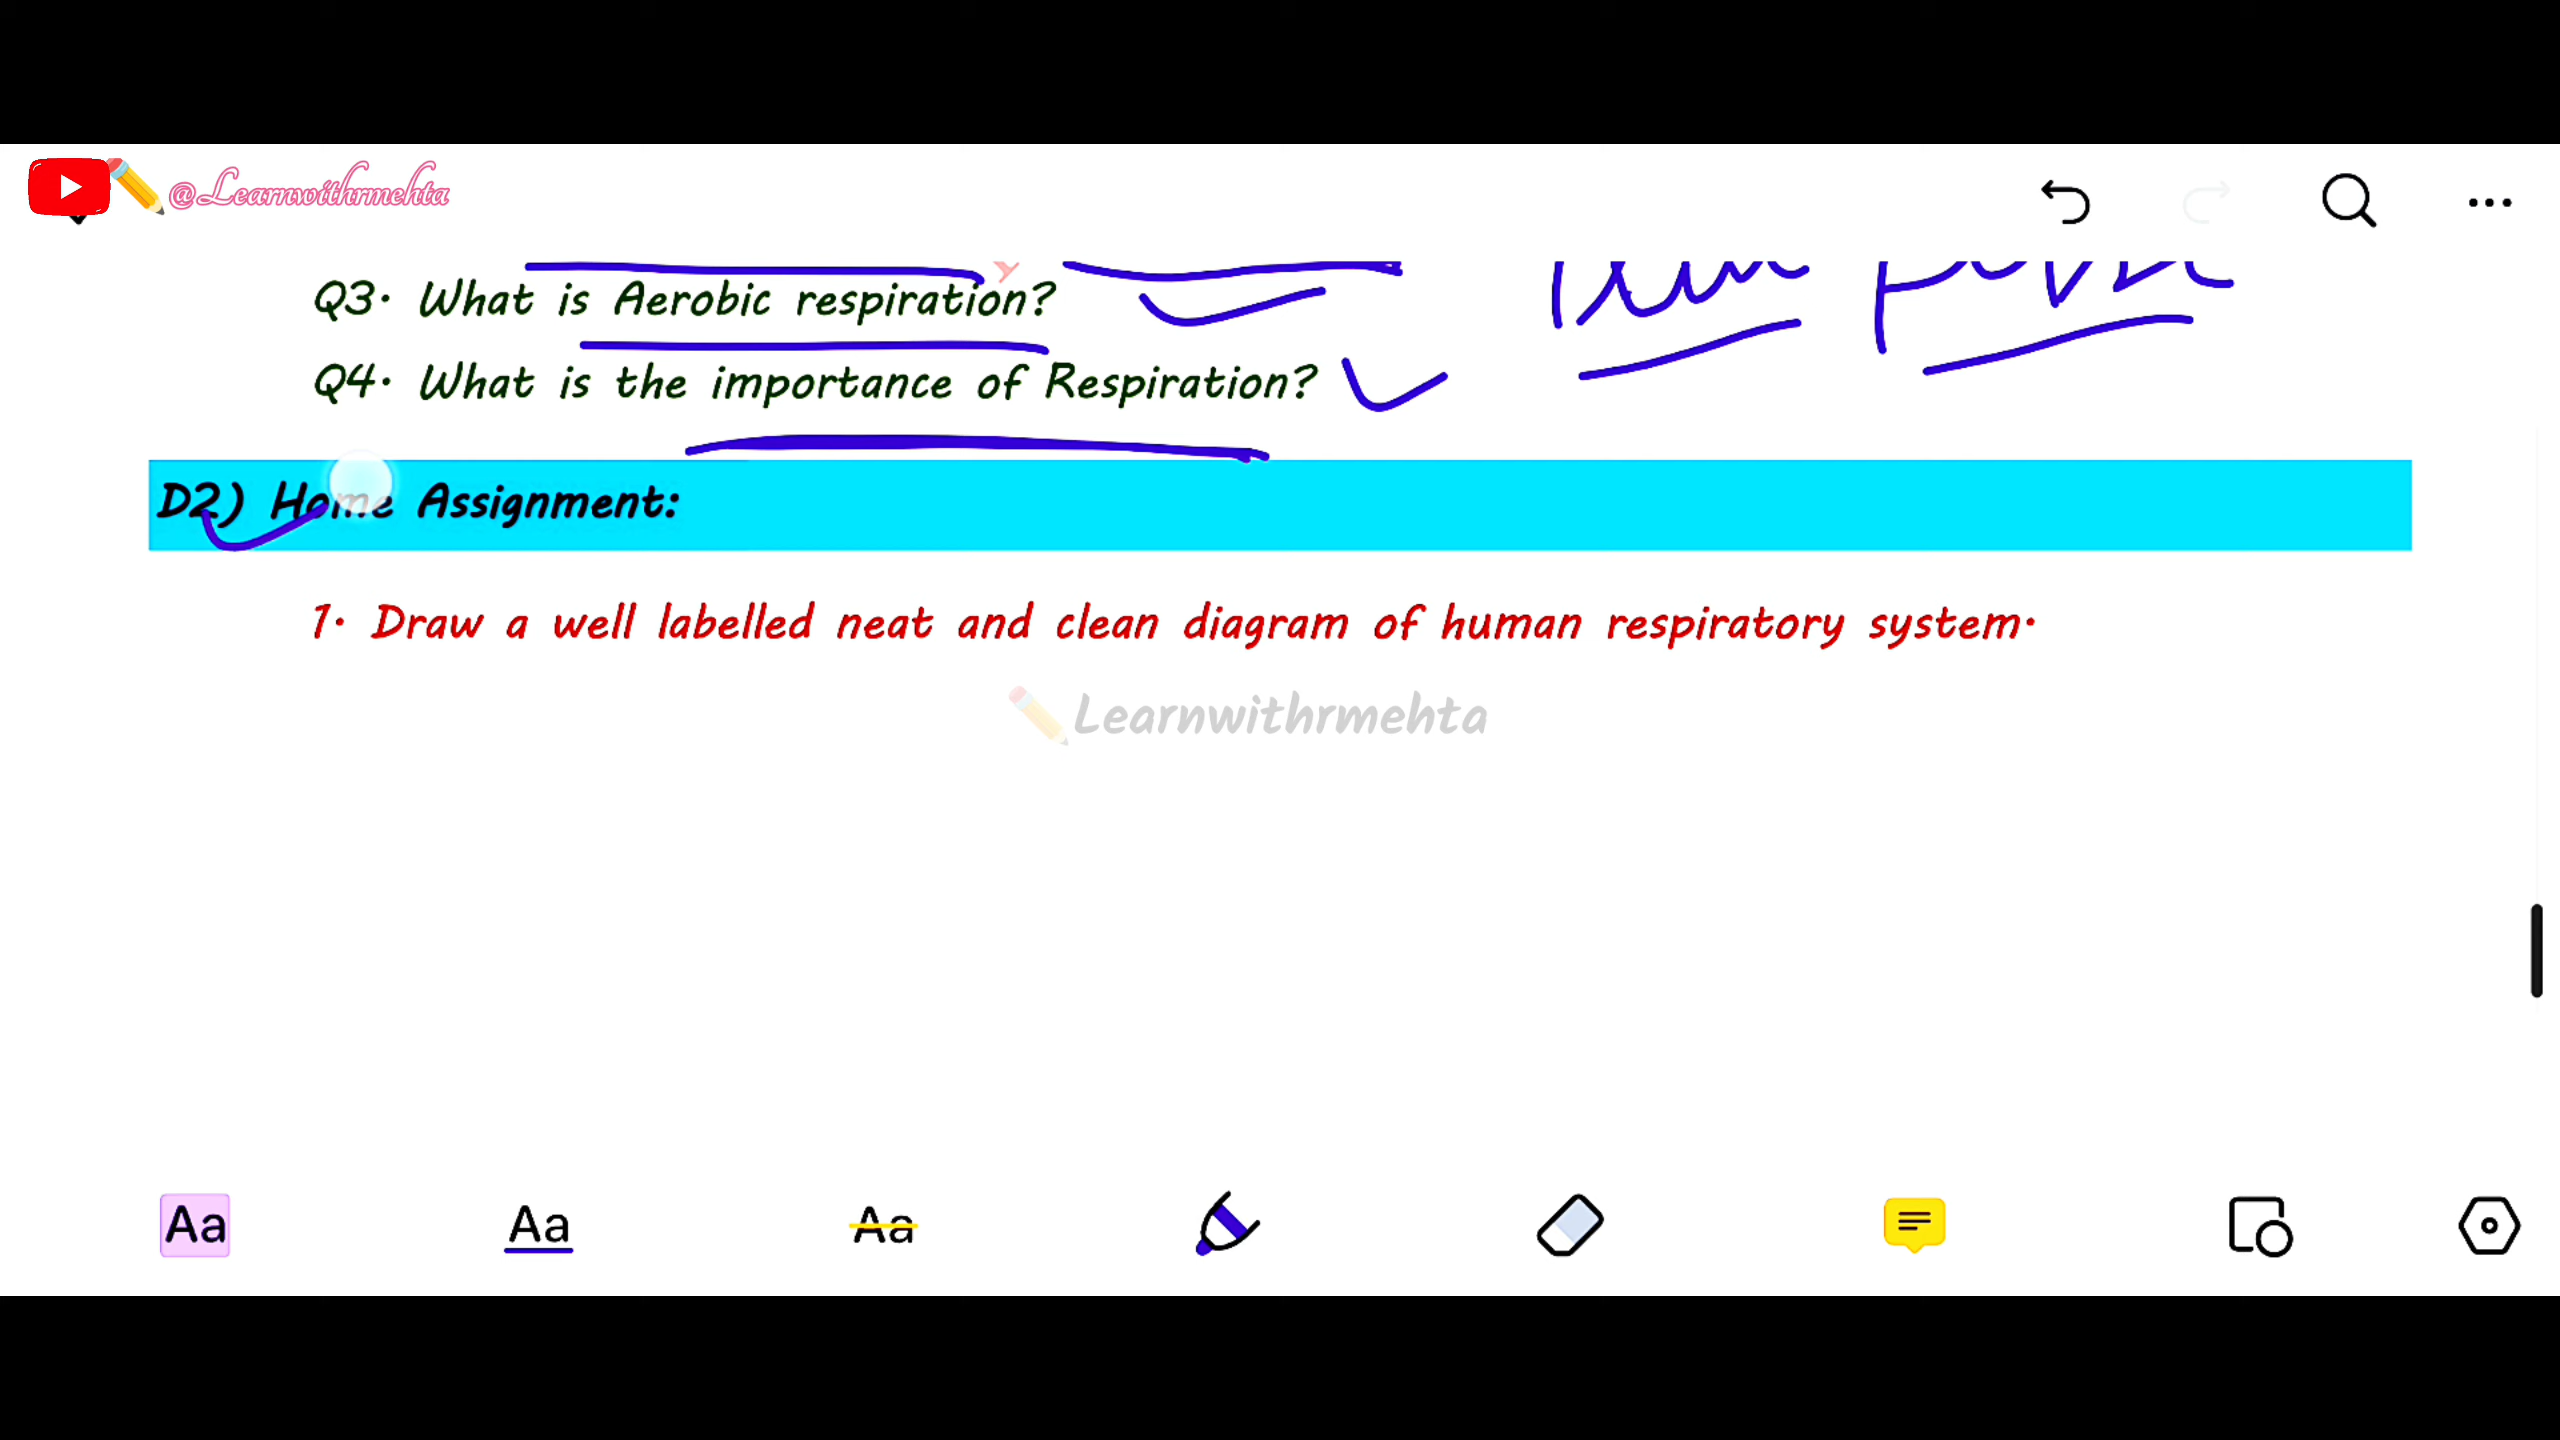 @Learnwithrmehta
Q3. What is Aerobic respiration?
Q4. What is the importance of Respiration?
D2) Home Assignment:
1. Draw a well labelled neat and clean diagram of human respiratory system.
Learnwithrmehta
Aa Aa Aa